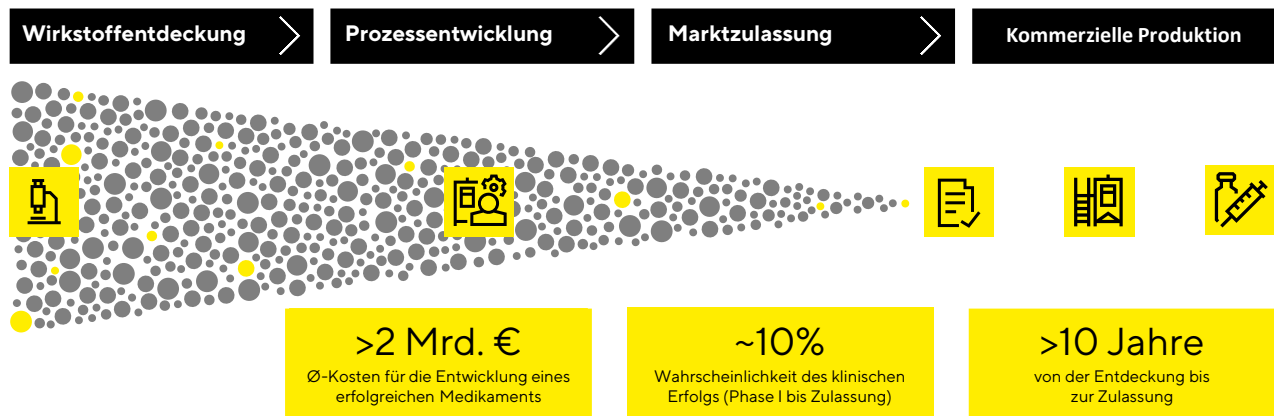 Wirkstoffentdeckung
Prozessentwicklung
Marktzulassung
Kommerzielle Produktion
>2 Mrd. €
Ø-Kosten für die Entwicklung eines
erfolgreichen Medikaments
~10%
Wahrscheinlichkeit des klinischen
Erfolgs (Phase I bis Zulassung)
>10 Jahre
von der Entdeckung bis
zur Zulassung